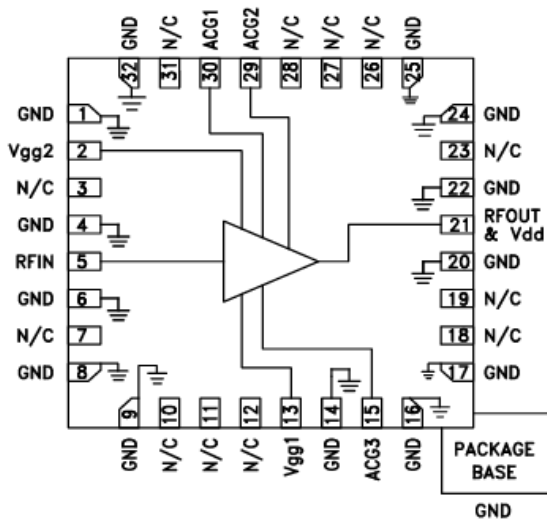 GND
N/C
ACG1
ACG2
N/C
N/C
N/C
GND
32
31
30
29
28
27
26
25
GND 1
Vgg2 2
N/C 3
GND 4
RFIN 5
GND 6
N/C 7
GND 8
24 GND
23 N/C
22 GND
21 RFOUT
& Vdd
20 GND
19 N/C
18 N/C
17 GND
9
10
11
12
13
14
15
16
GND
N/C
N/C
N/C
Vgg1
GND
ACG3
GND
PACKAGE
BASE
GND